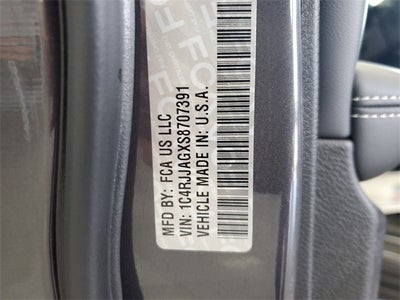 MFD BY: FCA US LLC
VIN: 1C4RJJAGXS8707391
VEHICLE MADE IN: U.S.A.